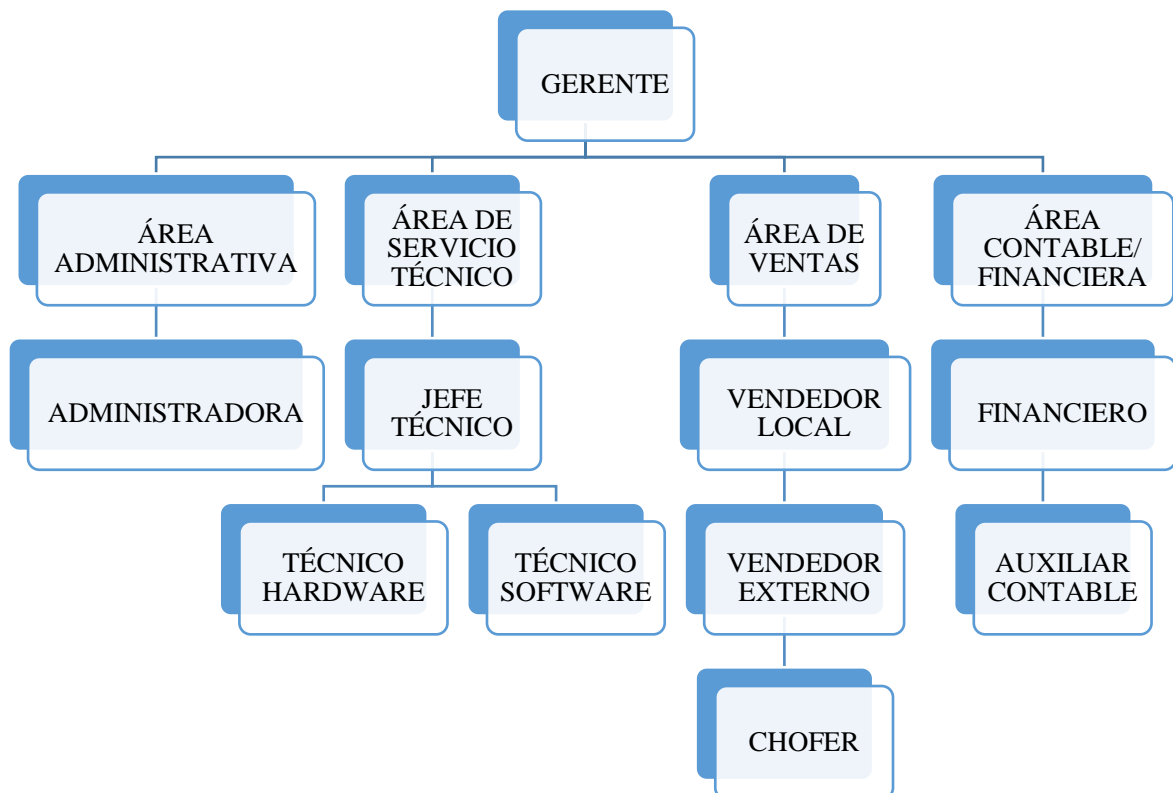 GERENTE
ÁREA
ADMINISTRATIVA
ÁREA DE
SERVICIO
TÉCNICO
ÁREA DE
VENTAS
ÁREA
CONTABLE/
FINANCIERA
ADMINISTRADORA
JEFE
TÉCNICO
VENDEDOR
LOCAL
FINANCIERO
TÉCNICO
HARDWARE
TÉCNICO
SOFTWARE
VENDEDOR
EXTERNO
AUXILIAR
CONTABLE
CHOFER